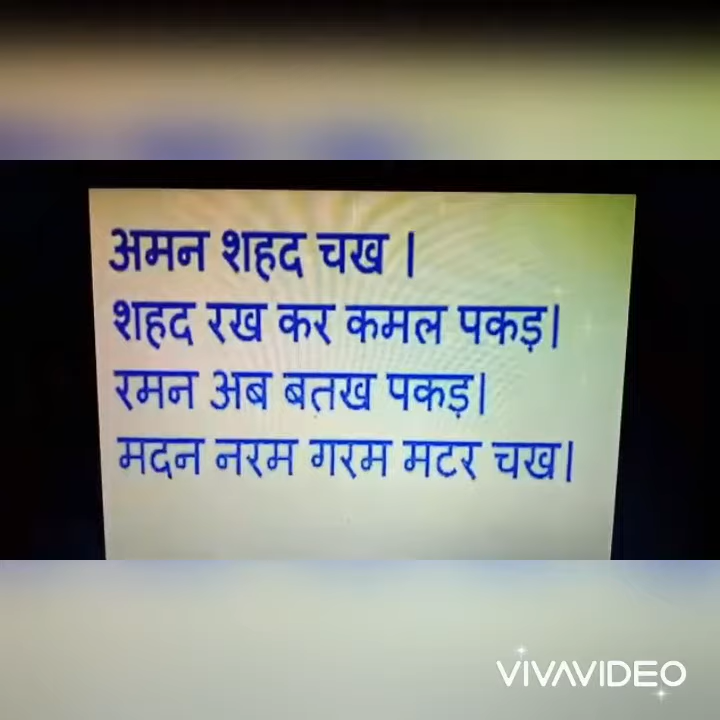 अमन शहद चख ।
शहद रख कर कमल पकड़।
रमन अब बतख पकड़।
मदन नरम गरम मटर चख।
VIVAVIDEO